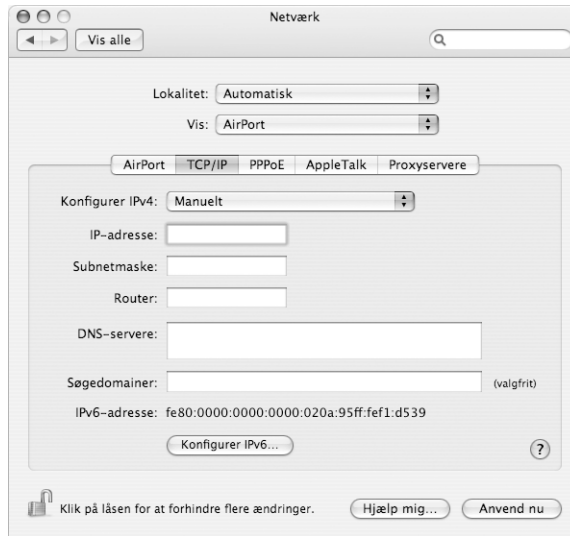 Netværk
Vis alle
Lokalitet: Automatisk
Vis: AirPort
AirPort TCP/IP PPPoE AppleTalk Proxyservere
Konfigurer IPv4: Manuelt
IP-adresse:
Subnetmaske:
Router:
DNS-servere:
Søgedomainer: (valgfrit)
IPv6-adresse: fe80:0000:0000:0000:020a:95ff:fef1:d539
Konfigurer IPv6...
?
Klik på låsen for at forhindre flere ændringer. Hjælp mig... Anvend nu